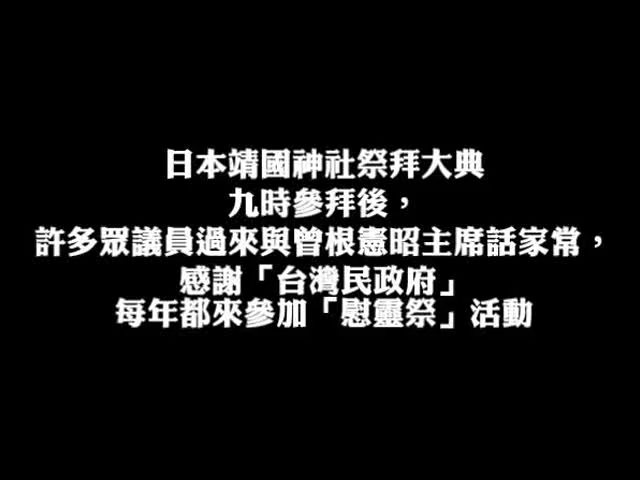 日本靖國神社祭拜大典
九時參拜後，
許多眾議員過來與曾根憲昭主席話家常，
感謝「台灣民政府」
每年都來參加「慰靈祭」活動